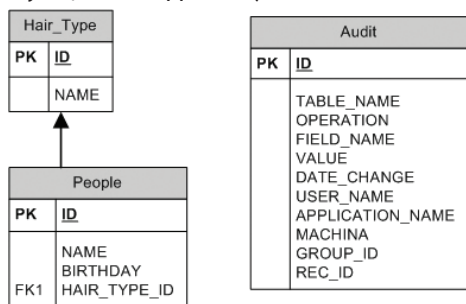 Hair_Type
PK ID
NAME
People
PK ID
NAME
BIRTHDAY
FK1 HAIR_TYPE_ID
Audit
PK ID
TABLE_NAME
OPERATION
FIELD_NAME
VALUE
DATE_CHANGE
USER_NAME
APPLICATION_NAME
MACHINA
GROUP_ID
REC_ID